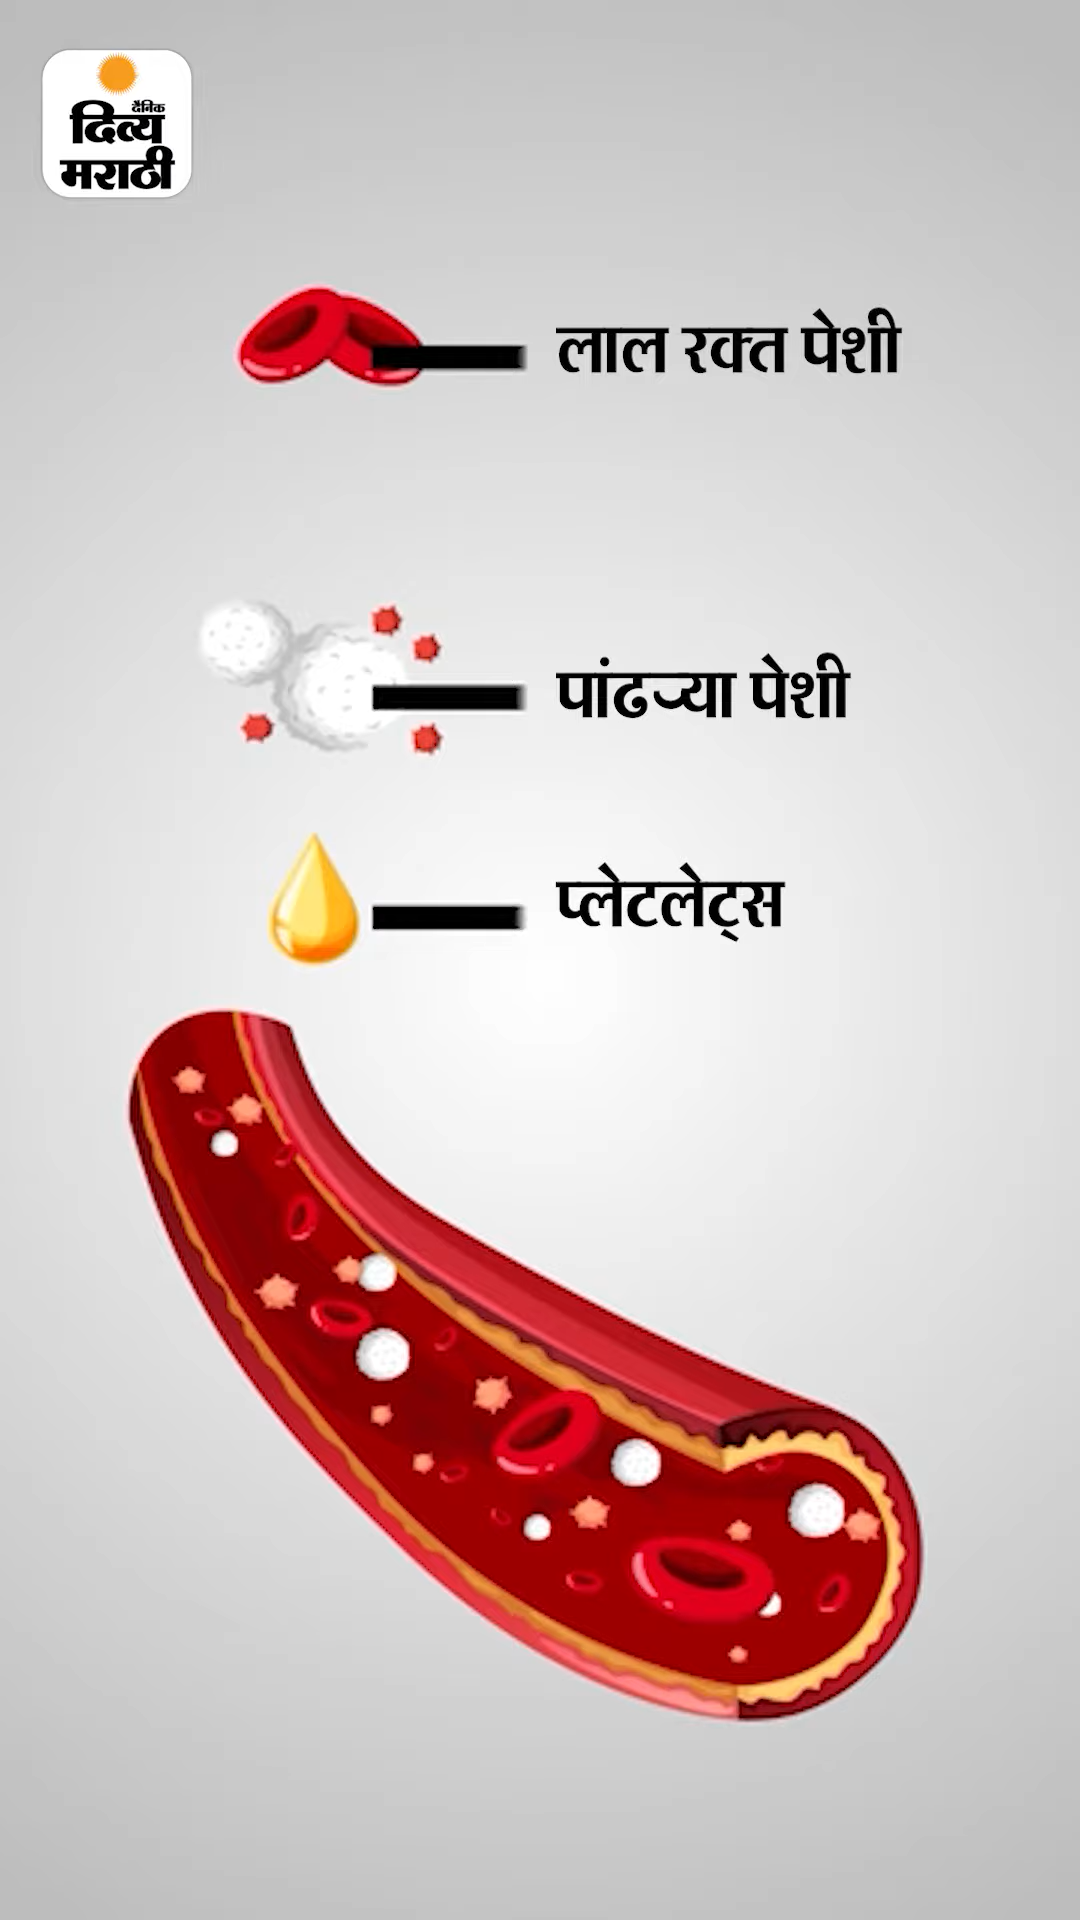 दैनिक
दिव्य
मराठी
लाल रक्त पेशी
पांढऱ्या पेशी
प्लेटलेट्स